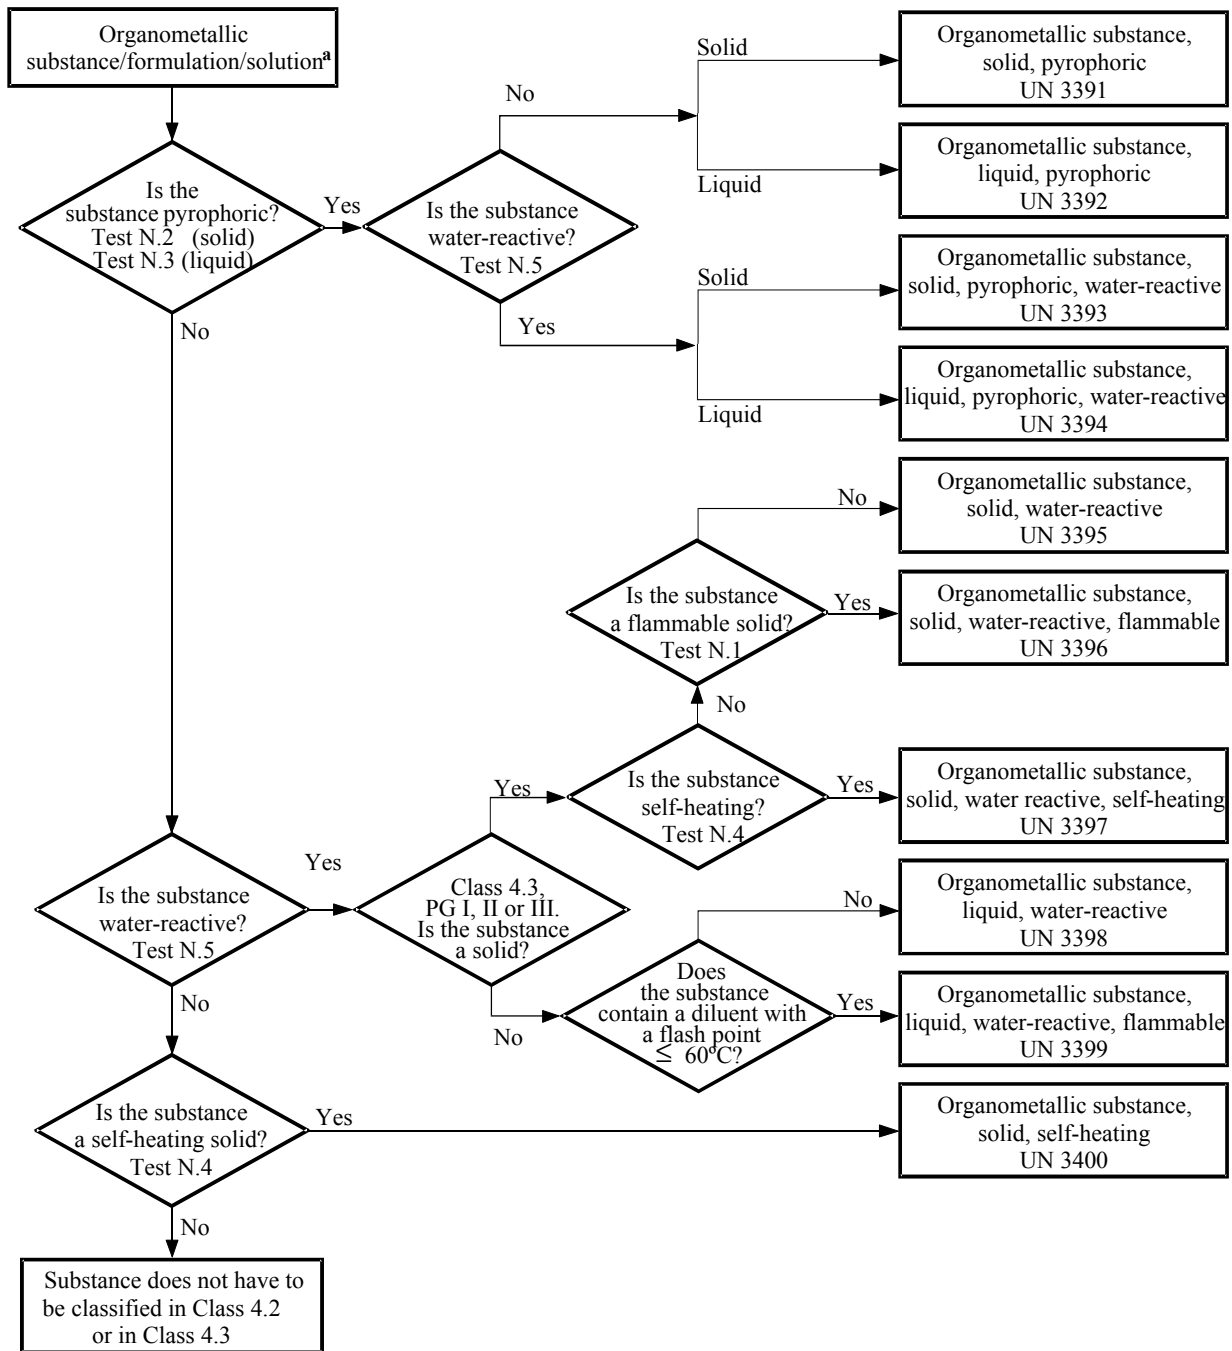 Organometallic
substance/formulation/solutionᵃ
Is the
substance pyrophoric?
Test N.2 (solid)
Test N.3 (liquid)
Yes
No
Is the substance
water-reactive?
Test N.5
No
Yes
Solid
Liquid
Solid
Liquid
Organometallic substance,
solid, pyrophoric
UN 3391
Organometallic substance,
liquid, pyrophoric
UN 3392
Organometallic substance,
solid, pyrophoric, water-reactive
UN 3393
Organometallic substance,
liquid, pyrophoric, water-reactive
UN 3394
Organometallic substance,
solid, water-reactive
UN 3395
No
Is the substance
a flammable solid?
Test N.1
Yes
Organometallic substance,
solid, water-reactive, flammable
UN 3396
No
Is the substance
self-heating?
Test N.4
Yes
Organometallic substance,
solid, water reactive, self-heating
UN 3397
Yes
Is the substance
water-reactive?
Test N.5
Yes
Class 4.3,
PG I, II or III.
Is the substance
a solid?
No
No
Organometallic substance,
liquid, water-reactive
UN 3398
Does
the substance
contain a diluent with
a flash point
≤ 60ºC?
Yes
Organometallic substance,
liquid, water-reactive, flammable
UN 3399
No
Is the substance
a self-heating solid?
Test N.4
Yes
Organometallic substance,
solid, self-heating
UN 3400
No
Substance does not have to
be classified in Class 4.2
or in Class 4.3